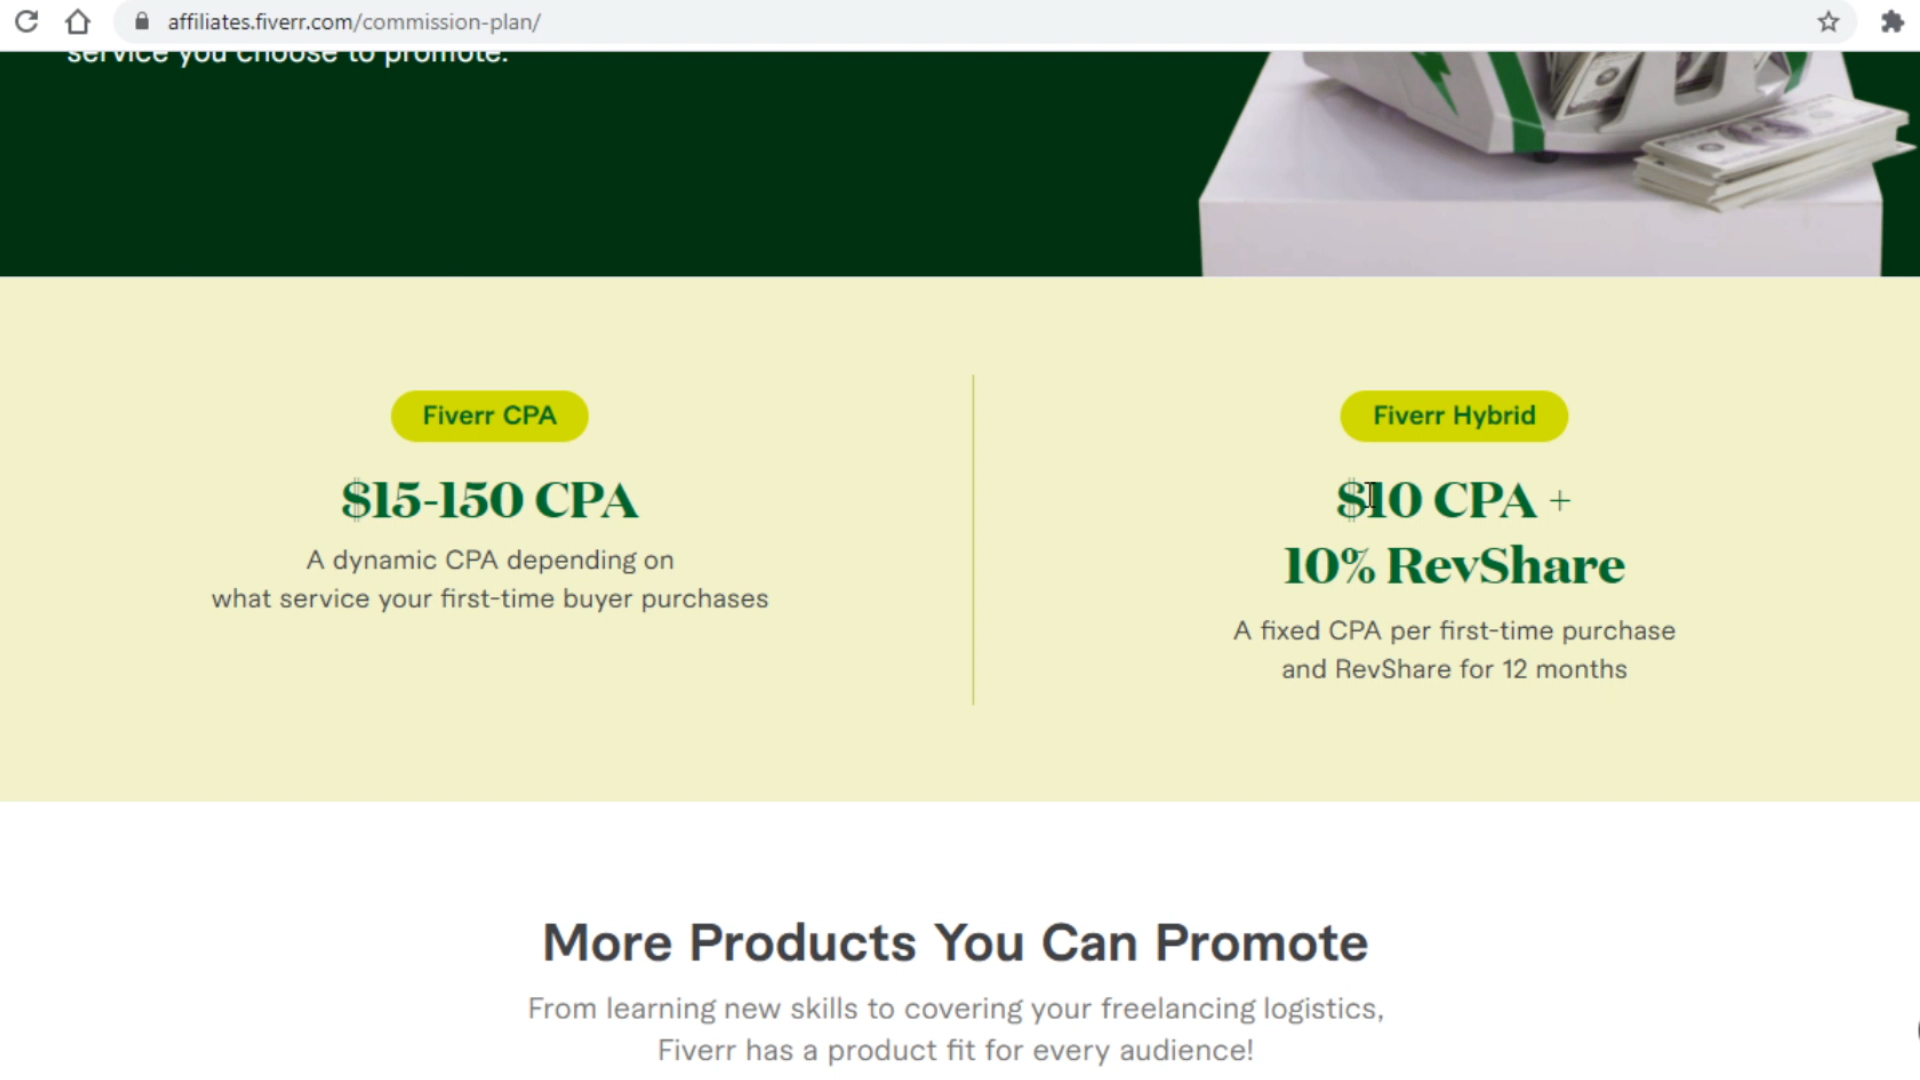 affiliates.fiverr.com/commission-plan/
service you choose to promote.
Fiverr CPA
$15-150 CPA
A dynamic CPA depending on
what service your first-time buyer purchases
Fiverr Hybrid
$10 CPA +
10% RevShare
A fixed CPA per first-time purchase
and RevShare for 12 months
More Products You Can Promote
From learning new skills to covering your freelancing logistics,
Fiverr has a product fit for every audience!